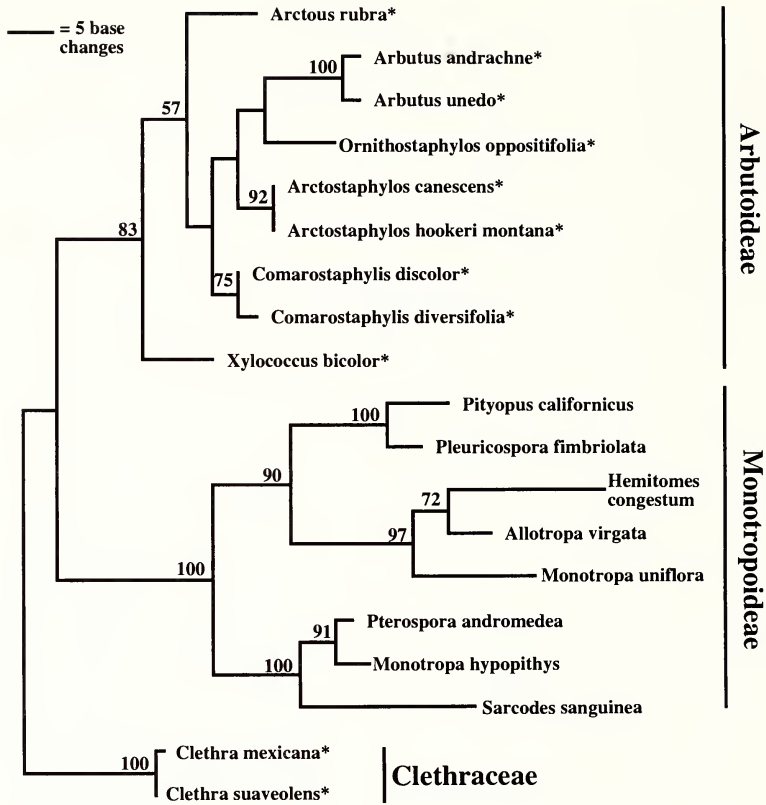 Arctous rubra*
= 5 base
changes
Arbutus andrachne*
100
Arbutus unedo*
57
Ornithostaphylos oppositifolia*
Arctostaphylos canescens*
92
Arctostaphylos hookeri montana*
83
Comarostaphylis discolor*
75
Comarostaphylis diversifolia*
Xylococcus bicolor*
Arbutoideae
Pityopus californicus
100
Pleuricospora fimbriolata
90
Hemitomes
congestum
72
Allotropa virgata
97
Monotropa uniflora
100
Pterospora andromedea
91
Monotropa hypopithys
100
Sarcodes sanguinea
Monotropoideae
Clethra mexicana*
100
Clethra suaveolens*
Clethraceae